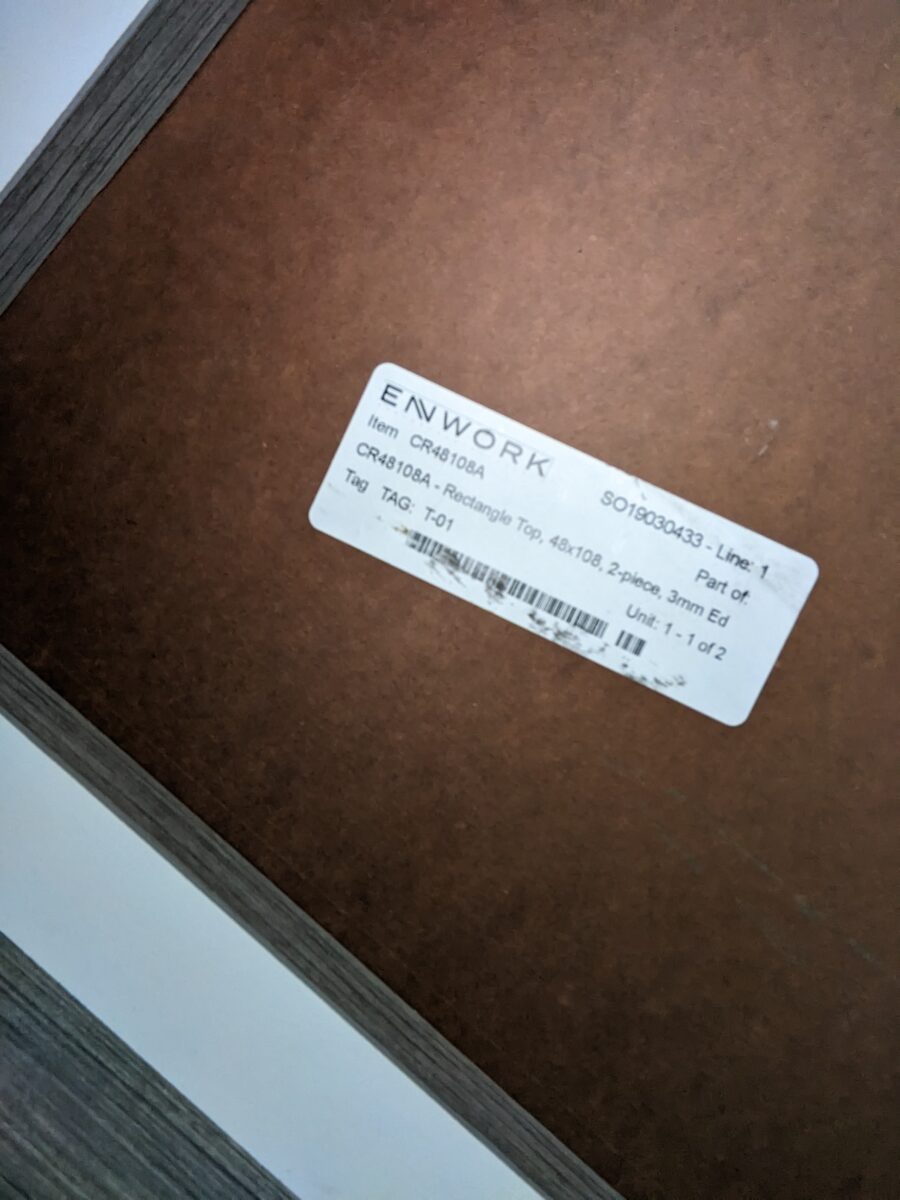 ENWORK
SO19030433 - Line: 1
Item CR48108A
Part of:
CR48108A - Rectangle Top, 48x108, 2-piece, 3mm Ed
Tag TAG: T-01
Unit: 1 - 1 of 2